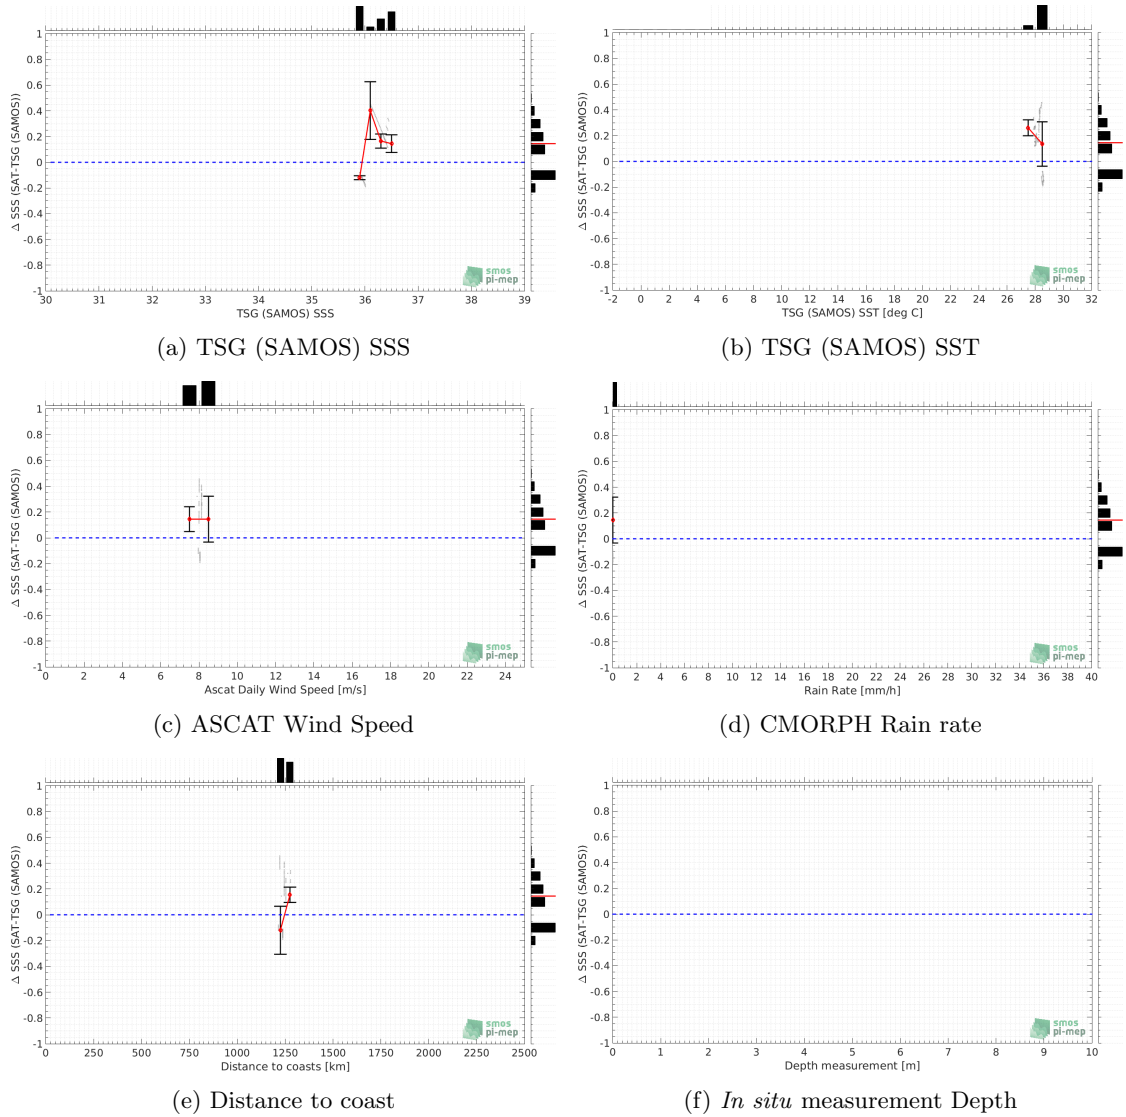 1
0.8
0.6
0.4
0.2
0
-0.2
-0.4
-0.6
-0.8
-1
Δ SSS (SAT-TSG (SAMOS))
30 31 32 33 34 35 36 37 38 39
TSG (SAMOS) SSS
smos
pi-mep
(a) TSG (SAMOS) SSS
1
0.8
0.6
0.4
0.2
0
-0.2
-0.4
-0.6
-0.8
-1
Δ SSS (SAT-TSG (SAMOS))
-2 0 2 4 6 8 10 12 14 16 18 20 22 24 26 28 30 32
TSG (SAMOS) SST [deg C]
smos
pi-mep
(b) TSG (SAMOS) SST
1
0.8
0.6
0.4
0.2
0
-0.2
-0.4
-0.6
-0.8
-1
Δ SSS (SAT-TSG (SAMOS))
0 2 4 6 8 10 12 14 16 18 20 22 24
Ascat Daily Wind Speed [m/s]
smos
pi-mep
(c) ASCAT Wind Speed
1
0.8
0.6
0.4
0.2
0
-0.2
-0.4
-0.6
-0.8
-1
Δ SSS (SAT-TSG (SAMOS))
0 2 4 6 8 10 12 14 16 18 20 22 24 26 28 30 32 34 36 38 40
Rain Rate [mm/h]
smos
pi-mep
(d) CMORPH Rain rate
1
0.8
0.6
0.4
0.2
0
-0.2
-0.4
-0.6
-0.8
-1
Δ SSS (SAT-TSG (SAMOS))
0 250 500 750 1000 1250 1500 1750 2000 2250 2500
Distance to coasts [km]
smos
pi-mep
(e) Distance to coast
1
0.8
0.6
0.4
0.2
0
-0.2
-0.4
-0.6
-0.8
-1
Δ SSS (SAT-TSG (SAMOS))
0 1 2 3 4 5 6 7 8 9 10
Depth measurement [m]
smos
pi-mep
(f) In situ measurement Depth